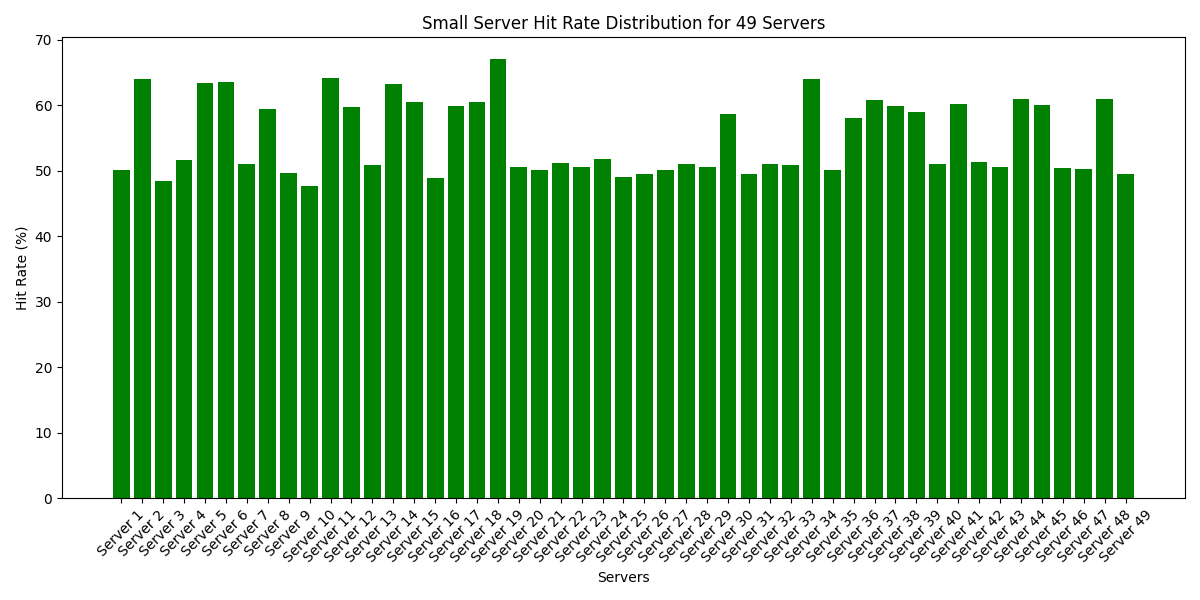 Small Server Hit Rate Distribution for 49 Servers
70
60
50
40
30
20
10
0
Hit Rate (%)
Server 1
Server 2
Server 3
Server 4
Server 5
Server 6
Server 7
Server 8
Server 9
Server 10
Server 11
Server 12
Server 13
Server 14
Server 15
Server 16
Server 17
Server 18
Server 19
Server 20
Server 21
Server 22
Server 23
Server 24
Server 25
Server 26
Server 27
Server 28
Server 29
Server 30
Server 31
Server 32
Server 33
Server 34
Server 35
Server 36
Server 37
Server 38
Server 39
Server 40
Server 41
Server 42
Server 43
Server 44
Server 45
Server 46
Server 47
Server 48
Server 49
Servers